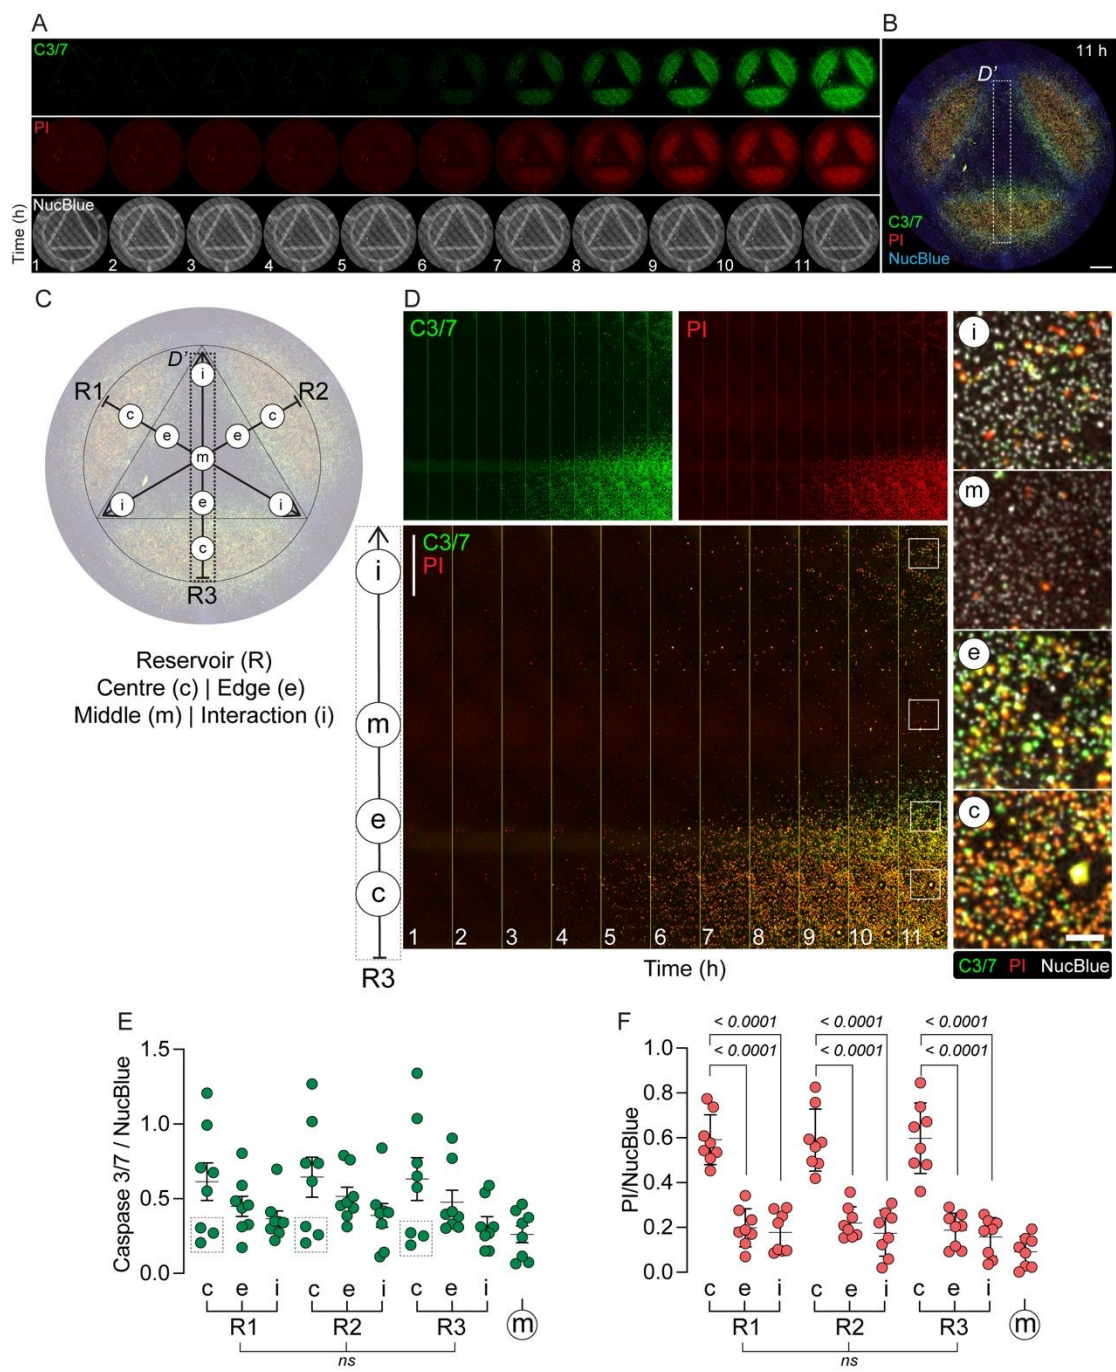 A
B
C3/7
PI
NucBlue
Time (h)
1 2 3 4 5 6 7 8 9 10 11
11 h
D’
C3/7
PI
NucBlue
C
D
D’
R1
R2
i
c
e
m
e
c
i
e
i
c
R3
Reservoir (R)
Centre (c) | Edge (e)
Middle (m) | Interaction (i)
C3/7
PI
C3/7
PI
i
m
e
c
R3
1 2 3 4 5 6 7 8 9 10 11
Time (h)
i
m
e
c
C3/7 PI NucBlue
E
Caspase 3/7 / NucBlue
1.5
1.0
0.5
0.0
c e i c e i c e i
R1 R2 R3 m
ns
F
PI/NucBlue
< 0.0001 < 0.0001 < 0.0001
< 0.0001 < 0.0001 < 0.0001
1.0
0.8
0.6
0.4
0.2
0.0
c e i c e i c e i
R1 R2 R3 m
ns